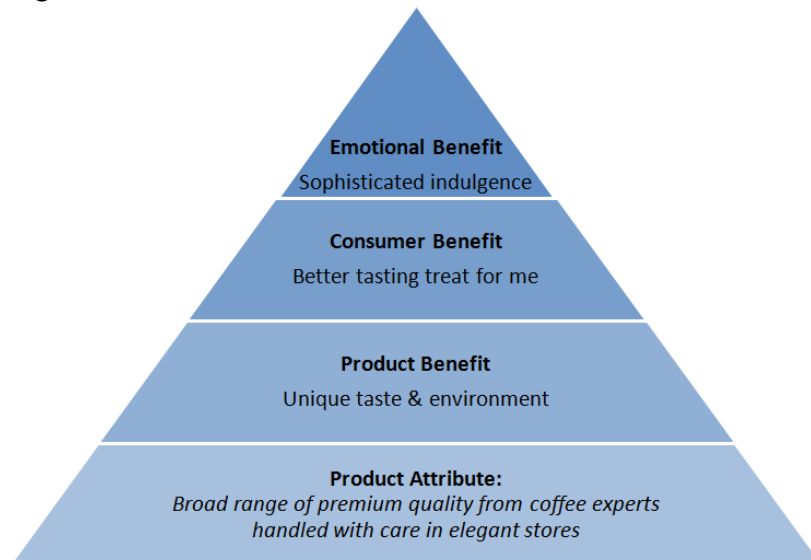 Emotional Benefit
Sophisticated indulgence
Consumer Benefit
Better tasting treat for me
Product Benefit
Unique taste & environment
Product Attribute:
Broad range of premium quality from coffee experts
handled with care in elegant stores